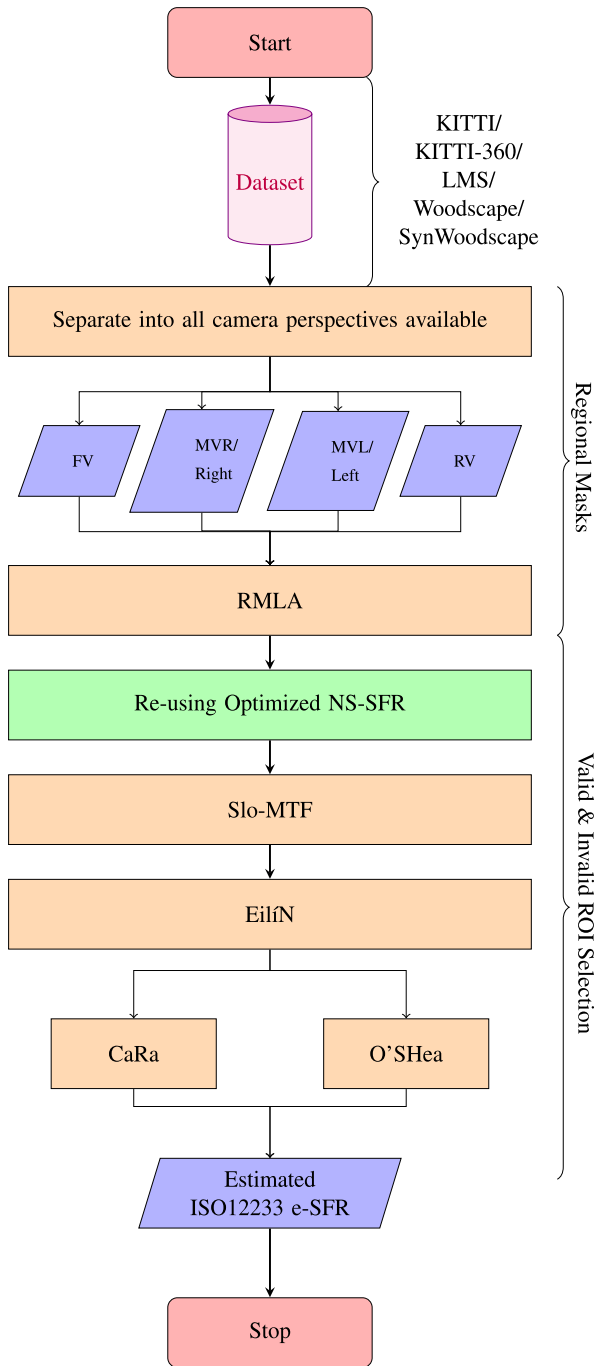 Start
Dataset
KITTI/
KITTI-360/
LMS/
Woodscape/
SynWoodscape
Separate into all camera perspectives available
FV
MVR/
Right
MVL/
Left
RV
Regional Masks
RMLA
Re-using Optimized NS-SFR
Slo-MTF
EilíN
CaRa
O'SHea
Valid & Invalid ROI Selection
Estimated
ISO12233 e-SFR
Stop